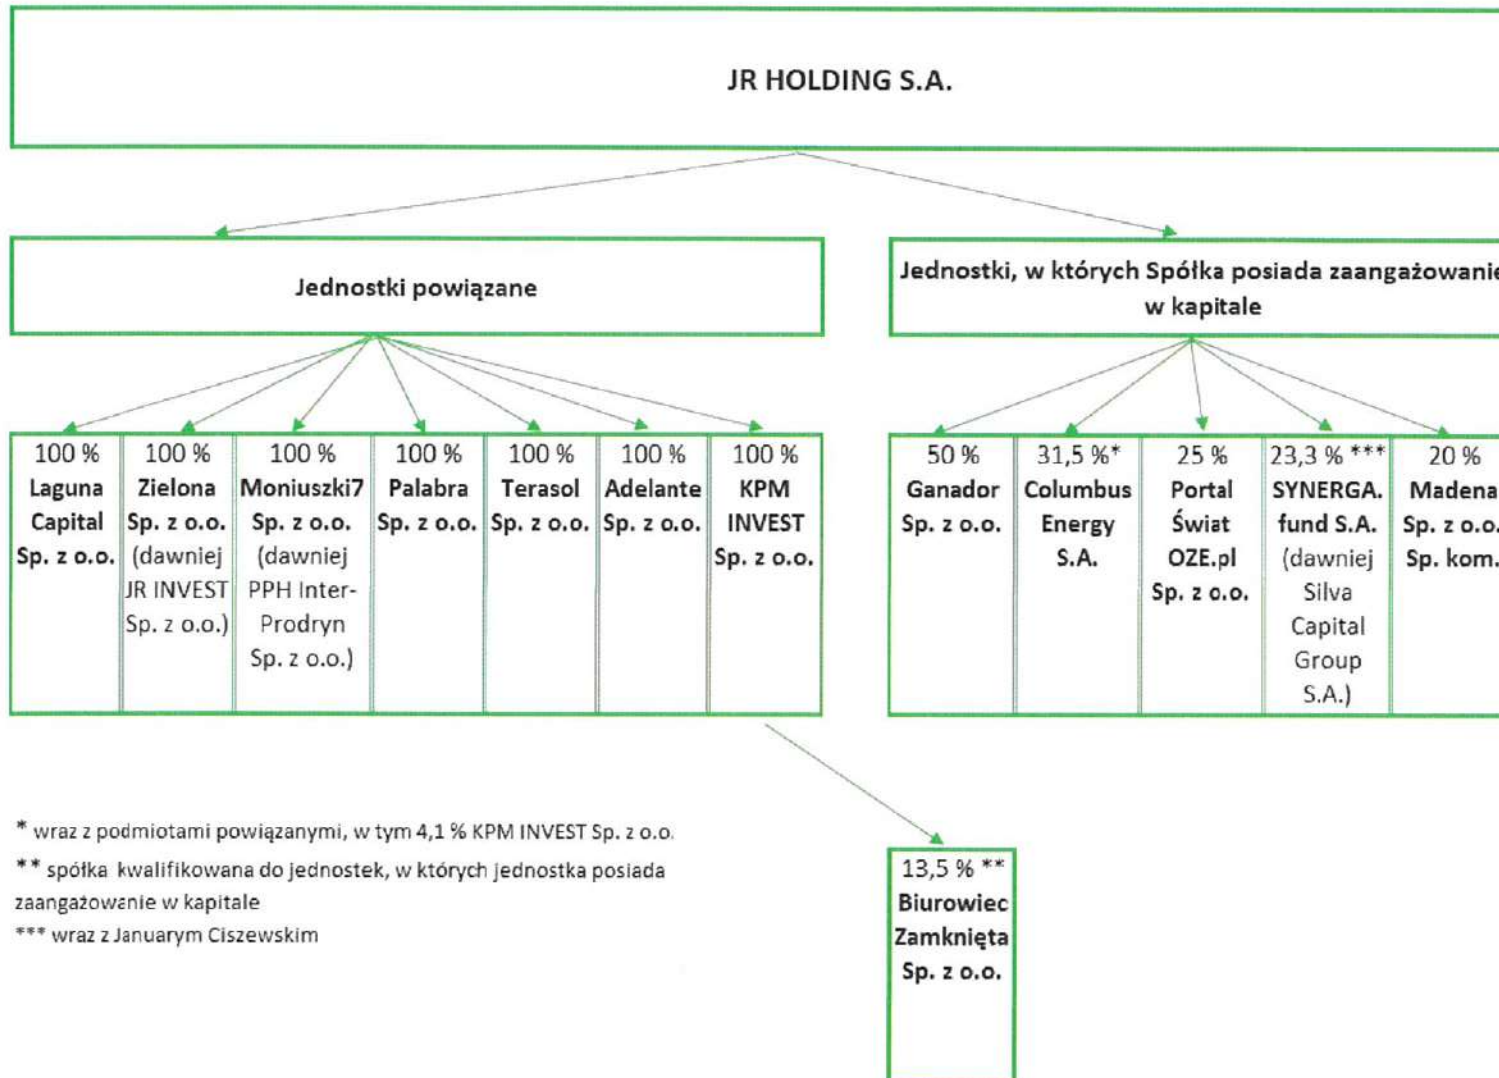 JR HOLDING S.A.
Jednostki powiązane
Jednostki, w których Spółka posiada zaangażowanie
w kapitale
100 %
Laguna
Capital
Sp. z o.o.
100 %
Zielona
Sp. z o.o.
(dawniej
JR INVEST
Sp. z o.o.)
100 %
Moniuszki7
Sp. z o.o.
(dawniej
PPH Inter-
Prodryn
Sp. z o.o.)
100 %
Palabra
Sp. z o.o.
100 %
Terasol
Sp. z o.o.
100 %
Adelante
Sp. z o.o.
100 %
KPM
INVEST
Sp. z o.o.
50 %
Ganador
Sp. z o.o.
31,5 %*
Columbus
Energy
S.A.
25 %
Portal
Świat
OZE.pl
Sp. z o.o.
23,3 % ***
SYNERGA.
fund S.A.
(dawniej
Silva
Capital
Group
S.A.)
20 %
Madena
Sp. z o.o.
Sp. kom.
* wraz z podmiotami powiązanymi, w tym 4,1 % KPM INVEST Sp. z o.o.
** spółka kwalifikowana do jednostek, w których jednostka posiada
zaangażowanie w kapitale
*** wraz z Januarym Ciszewskim
13,5 % **
Biurowiec
Zamknięta
Sp. z o.o.